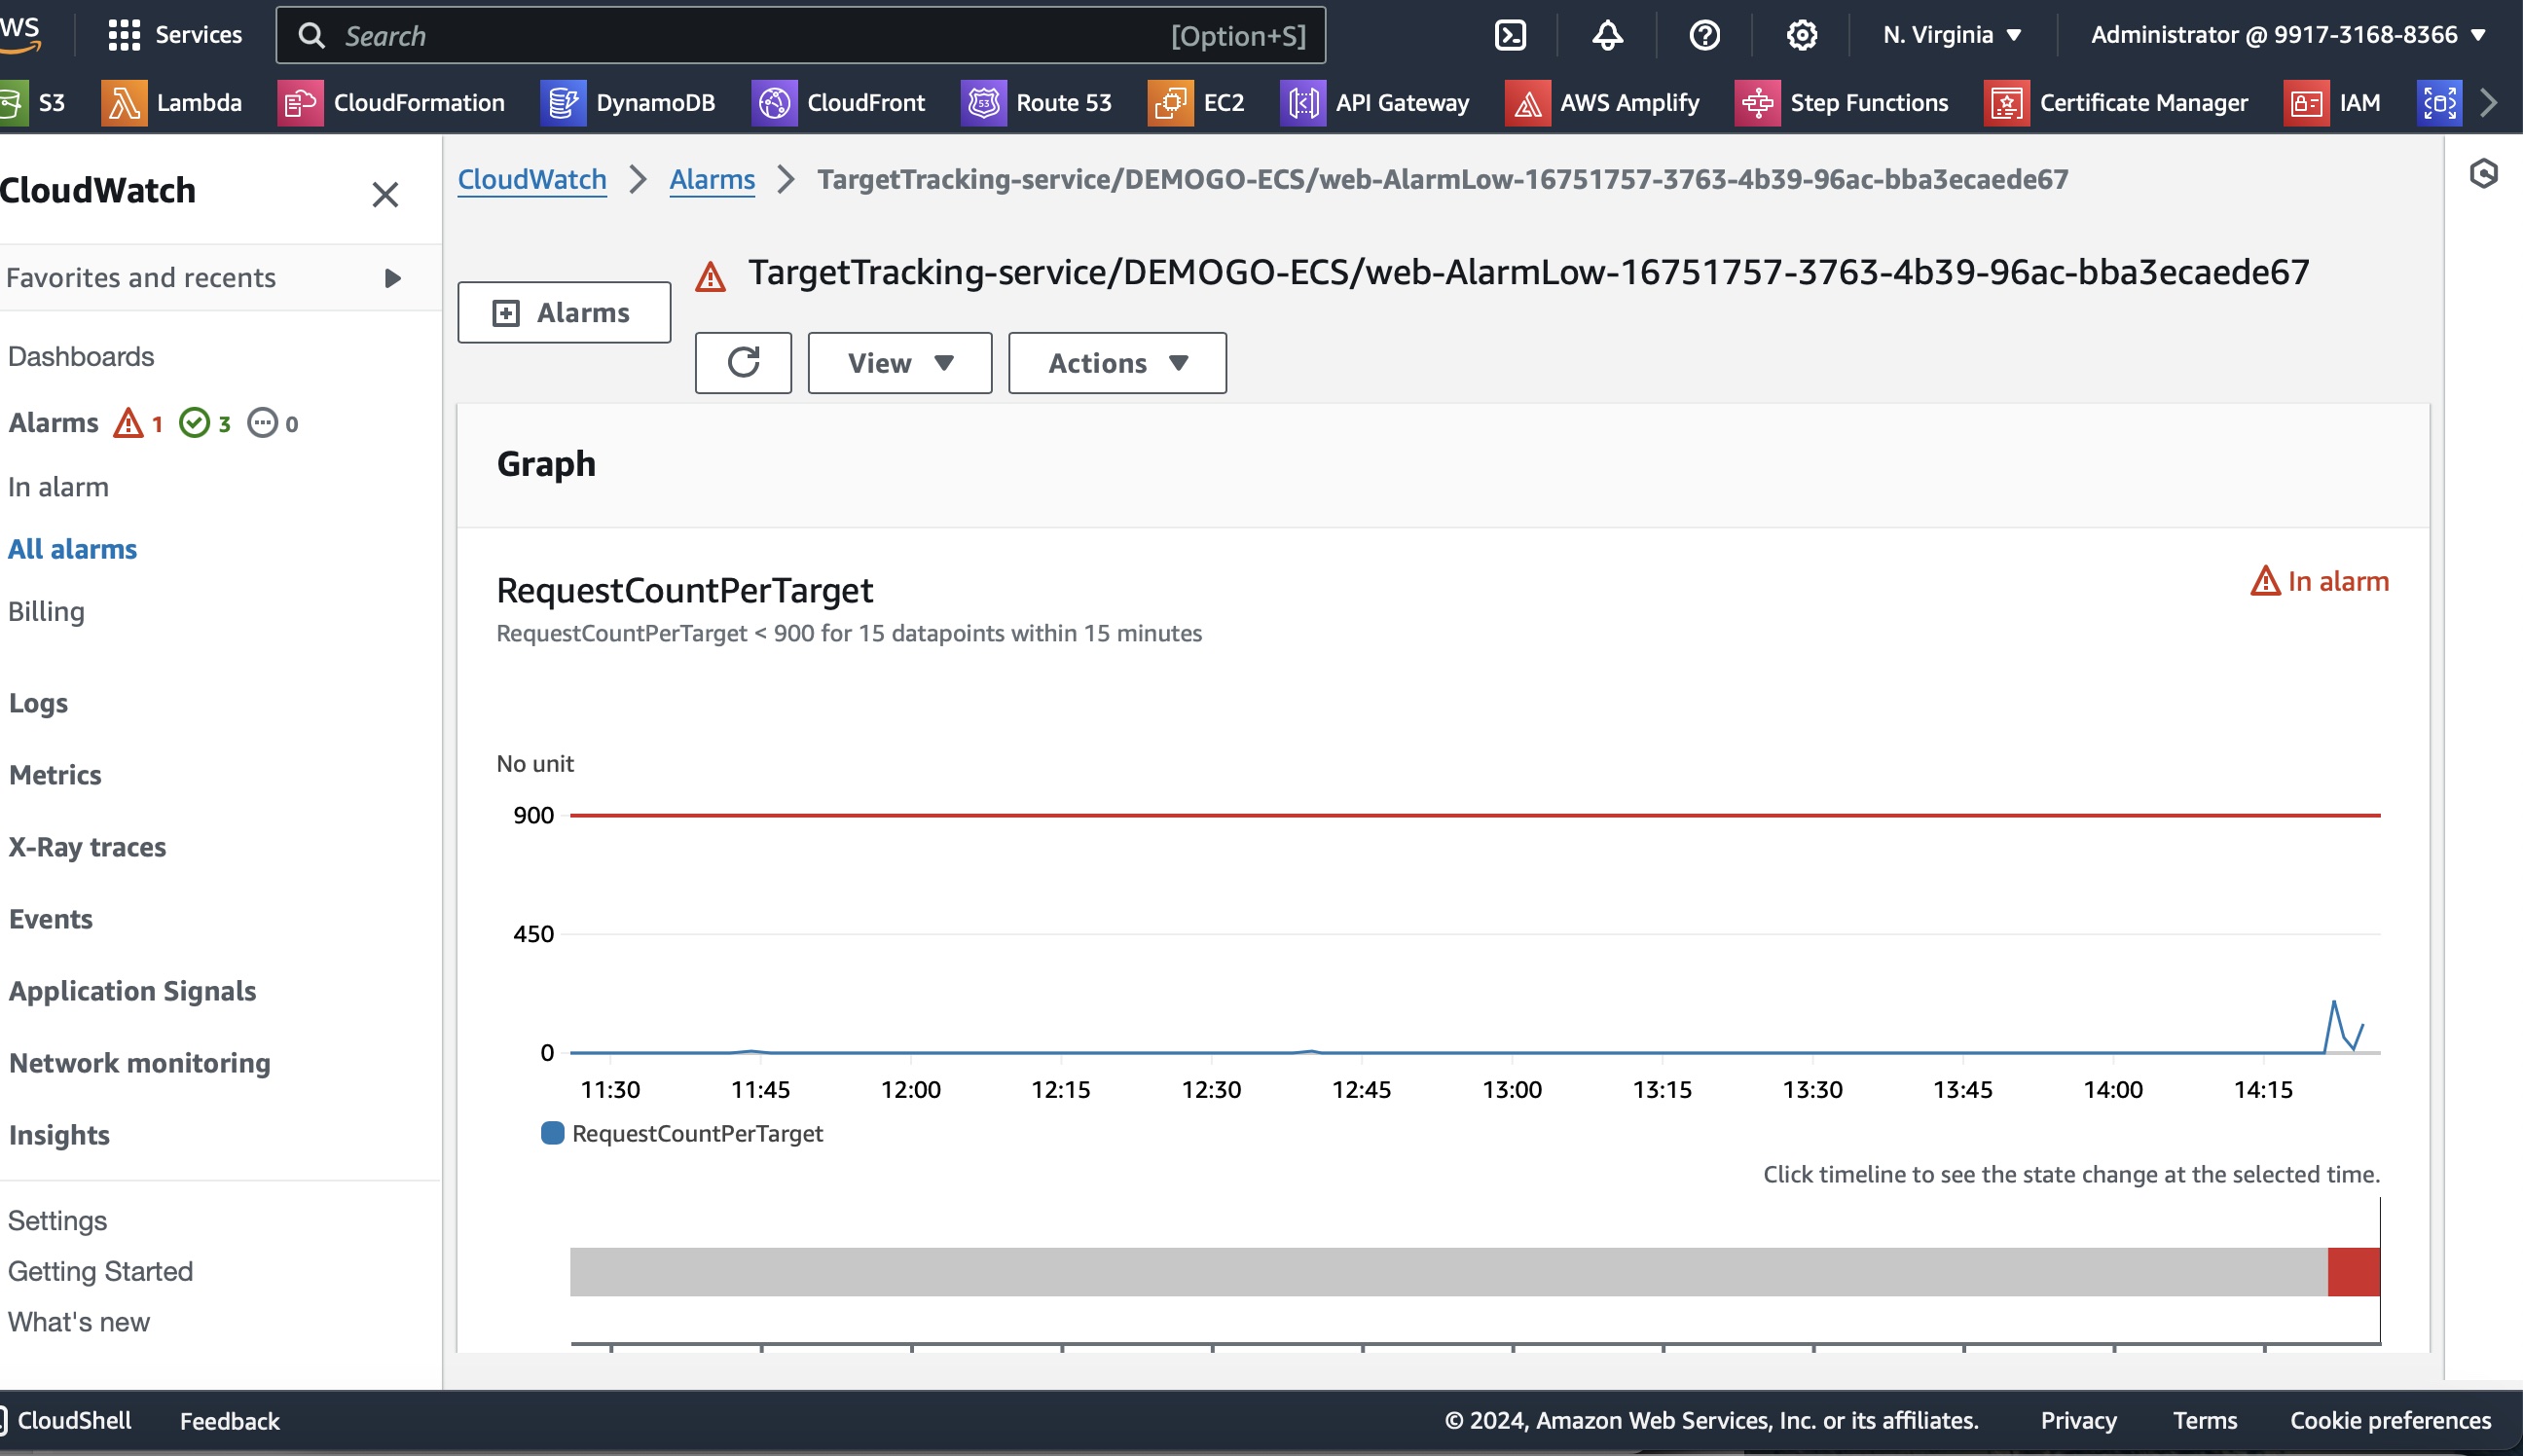 WS
Services
Search
[Option+S]
N. Virginia
Administrator @ 9917-3168-8366
S3
Lambda
CloudFormation
DynamoDB
CloudFront
53
Route 53
EC2
API Gateway
AWS Amplify
Step Functions
Certificate Manager
IAM
CloudWatch
Favorites and recents
Dashboards
Alarms 1 3 0
In alarm
All alarms
Billing
Logs
Metrics
X-Ray traces
Events
Application Signals
Network monitoring
Insights
Settings
Getting Started
What's new
CloudWatch
Alarms
TargetTracking-service/DEMOGO-ECS/web-AlarmLow-16751757-3763-4b39-96ac-bba3ecaede67
Alarms
TargetTracking-service/DEMOGO-ECS/web-AlarmLow-16751757-3763-4b39-96ac-bba3ecaede67
View
Actions
Graph
RequestCountPerTarget
In alarm
RequestCountPerTarget < 900 for 15 datapoints within 15 minutes
No unit
900
450
0
11:30 11:45 12:00 12:15 12:30 12:45 13:00 13:15 13:30 13:45 14:00 14:15
RequestCountPerTarget
Click timeline to see the state change at the selected time.
CloudShell
Feedback
© 2024, Amazon Web Services, Inc. or its affiliates.
Privacy
Terms
Cookie preferences